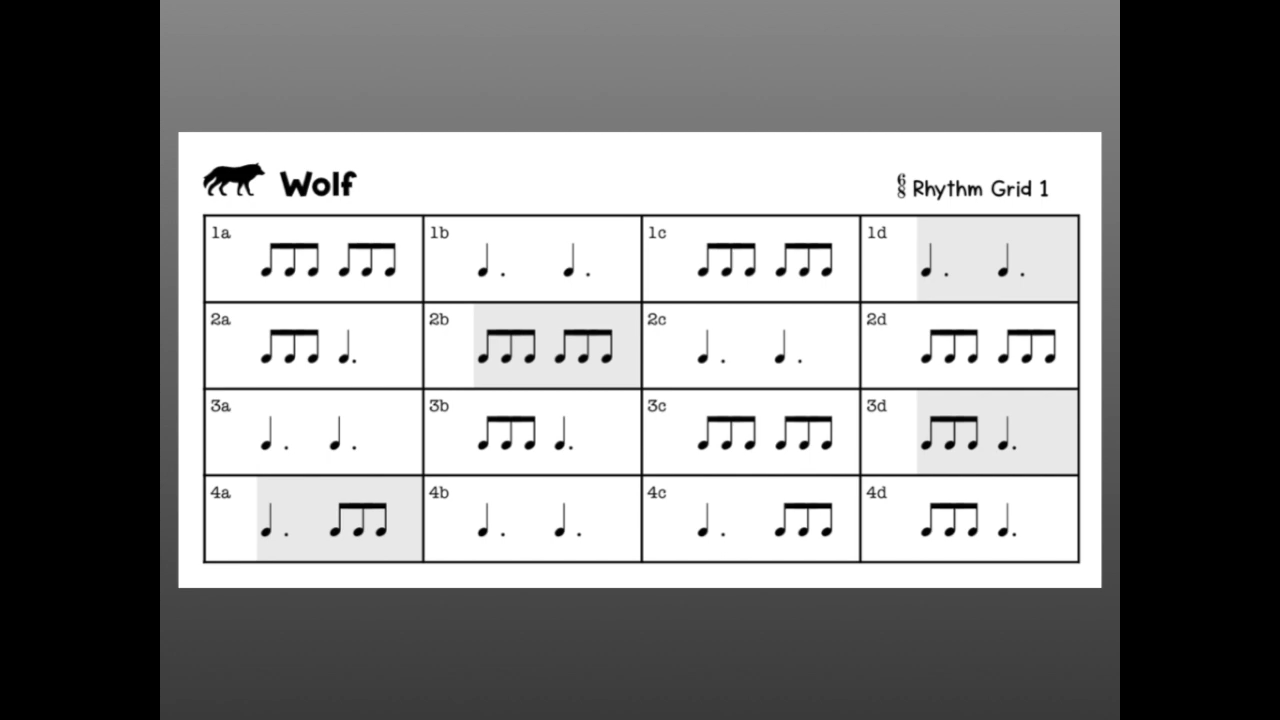 Wolf
6 8 Rhythm Grid 1
1a 1b 1c 1d
2a 2b 2c 2d
3a 3b 3c 3d
4a 4b 4c 4d